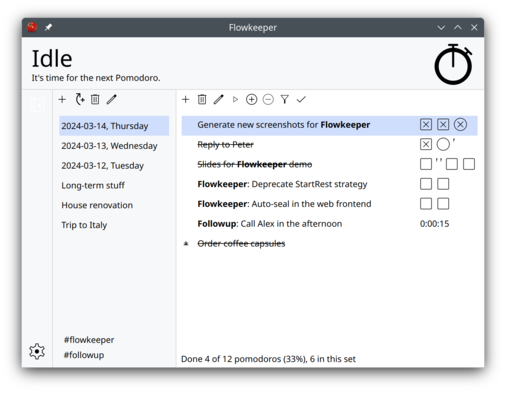 Flowkeeper
Idle
It's time for the next Pomodoro.
2024-03-14, Thursday
2024-03-13, Wednesday
2024-03-12, Tuesday
Long-term stuff
House renovation
Trip to Italy
#flowkeeper
#followup
Generate new screenshots for Flowkeeper
Reply to Peter '
Slides for Flowkeeper demo ' '
Flowkeeper: Deprecate StartRest strategy
Flowkeeper: Auto-seal in the web frontend
Followup: Call Alex in the afternoon 0:00:15
Order coffee capsules
Done 4 of 12 pomodoros (33%), 6 in this set